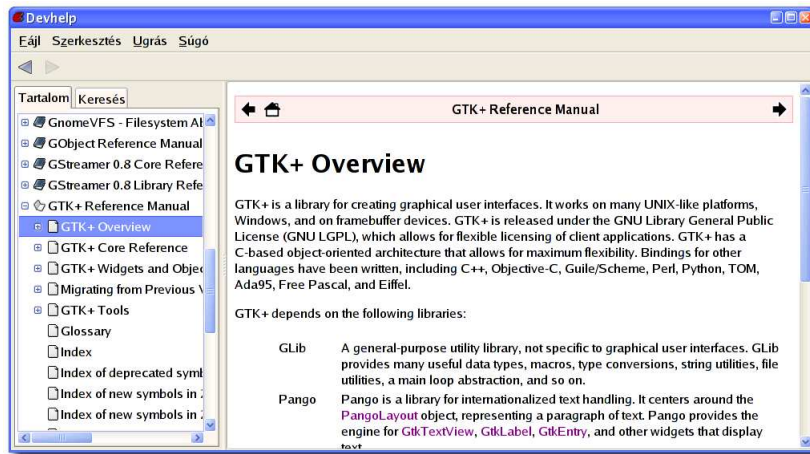 Devhelp
Fájl Szerkesztés Ugrás Súgó
Tartalom Keresés
GnomeVFS - Filesystem Ab
GObject Reference Manual
GStreamer 0.8 Core Refere
GStreamer 0.8 Library Refe
GTK+ Reference Manual
GTK+ Overview
GTK+ Core Reference
GTK+ Widgets and Objec
Migrating from Previous V
GTK+ Tools
Glossary
Index
Index of deprecated symb
Index of new symbols in
Index of new symbols in
GTK+ Reference Manual
GTK+ Overview
GTK+ is a library for creating graphical user interfaces. It works on many UNIX-like platforms,
Windows, and on framebuffer devices. GTK+ is released under the GNU Library General Public
License (GNU LGPL), which allows for flexible licensing of client applications. GTK+ has a
C-based object-oriented architecture that allows for maximum flexibility. Bindings for other
languages have been written, including C++, Objective-C, Guile/Scheme, Perl, Python, TOM,
Ada95, Free Pascal, and Eiffel.
GTK+ depends on the following libraries:
GLib A general-purpose utility library, not specific to graphical user interfaces. GLib
provides many useful data types, macros, type conversions, string utilities, file
utilities, a main loop abstraction, and so on.
Pango Pango is a library for internationalized text handling. It centers around the
PangoLayout object, representing a paragraph of text. Pango provides the
engine for GtkTextView, GtkLabel, GtkEntry, and other widgets that display
text.